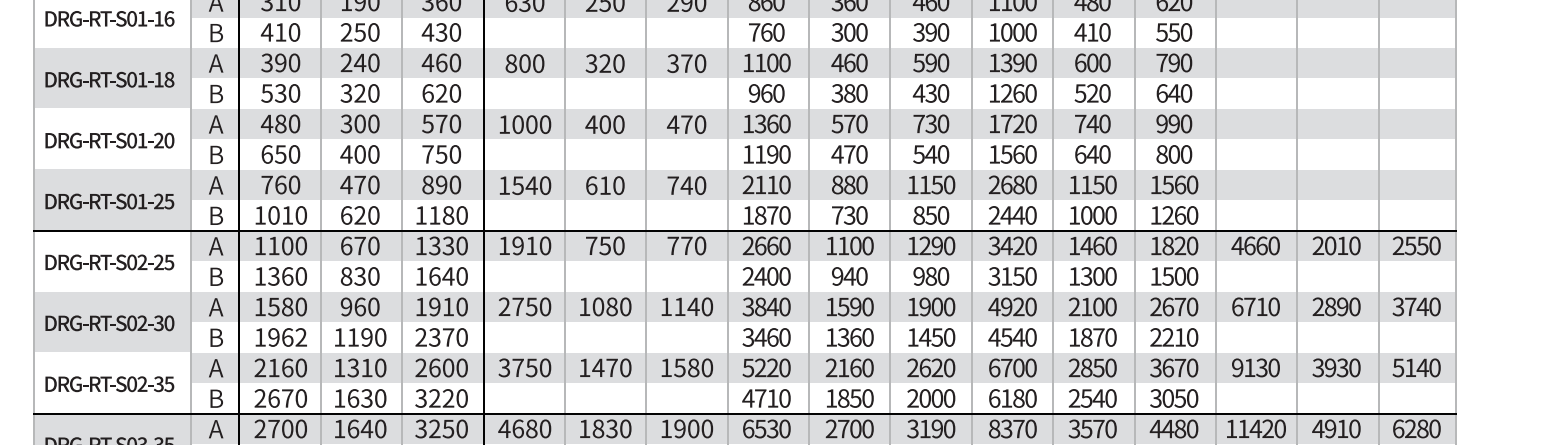 DRG-RT-S01-16 A 310 190 360 630 250 290 860 360 460 1100 480 620
B 410 250 430 760 300 390 1000 410 550
DRG-RT-S01-18 A 390 240 460 800 320 370 1100 460 590 1390 600 790
B 530 320 620 960 380 430 1260 520 640
DRG-RT-S01-20 A 480 300 570 1000 400 470 1360 570 730 1720 740 990
B 650 400 750 1190 470 540 1560 640 800
DRG-RT-S01-25 A 760 470 890 1540 610 740 2110 880 1150 2680 1150 1560
B 1010 620 1180 1870 730 850 2440 1000 1260
DRG-RT-S02-25 A 1100 670 1330 1910 750 770 2660 1100 1290 3420 1460 1820 4660 2010 2550
B 1360 830 1640 2400 940 980 3150 1300 1500
DRG-RT-S02-30 A 1580 960 1910 2750 1080 1140 3840 1590 1900 4920 2100 2670 6710 2890 3740
B 1962 1190 2370 3460 1360 1450 4540 1870 2210
DRG-RT-S02-35 A 2160 1310 2600 3750 1470 1580 5220 2160 2620 6700 2850 3670 9130 3930 5140
B 2670 1630 3220 4710 1850 2000 6180 2540 3050
DRG-RT-S03-35 A 2700 1640 3250 4680 1830 1900 6530 2700 3190 8370 3570 4480 11420 4910 6280